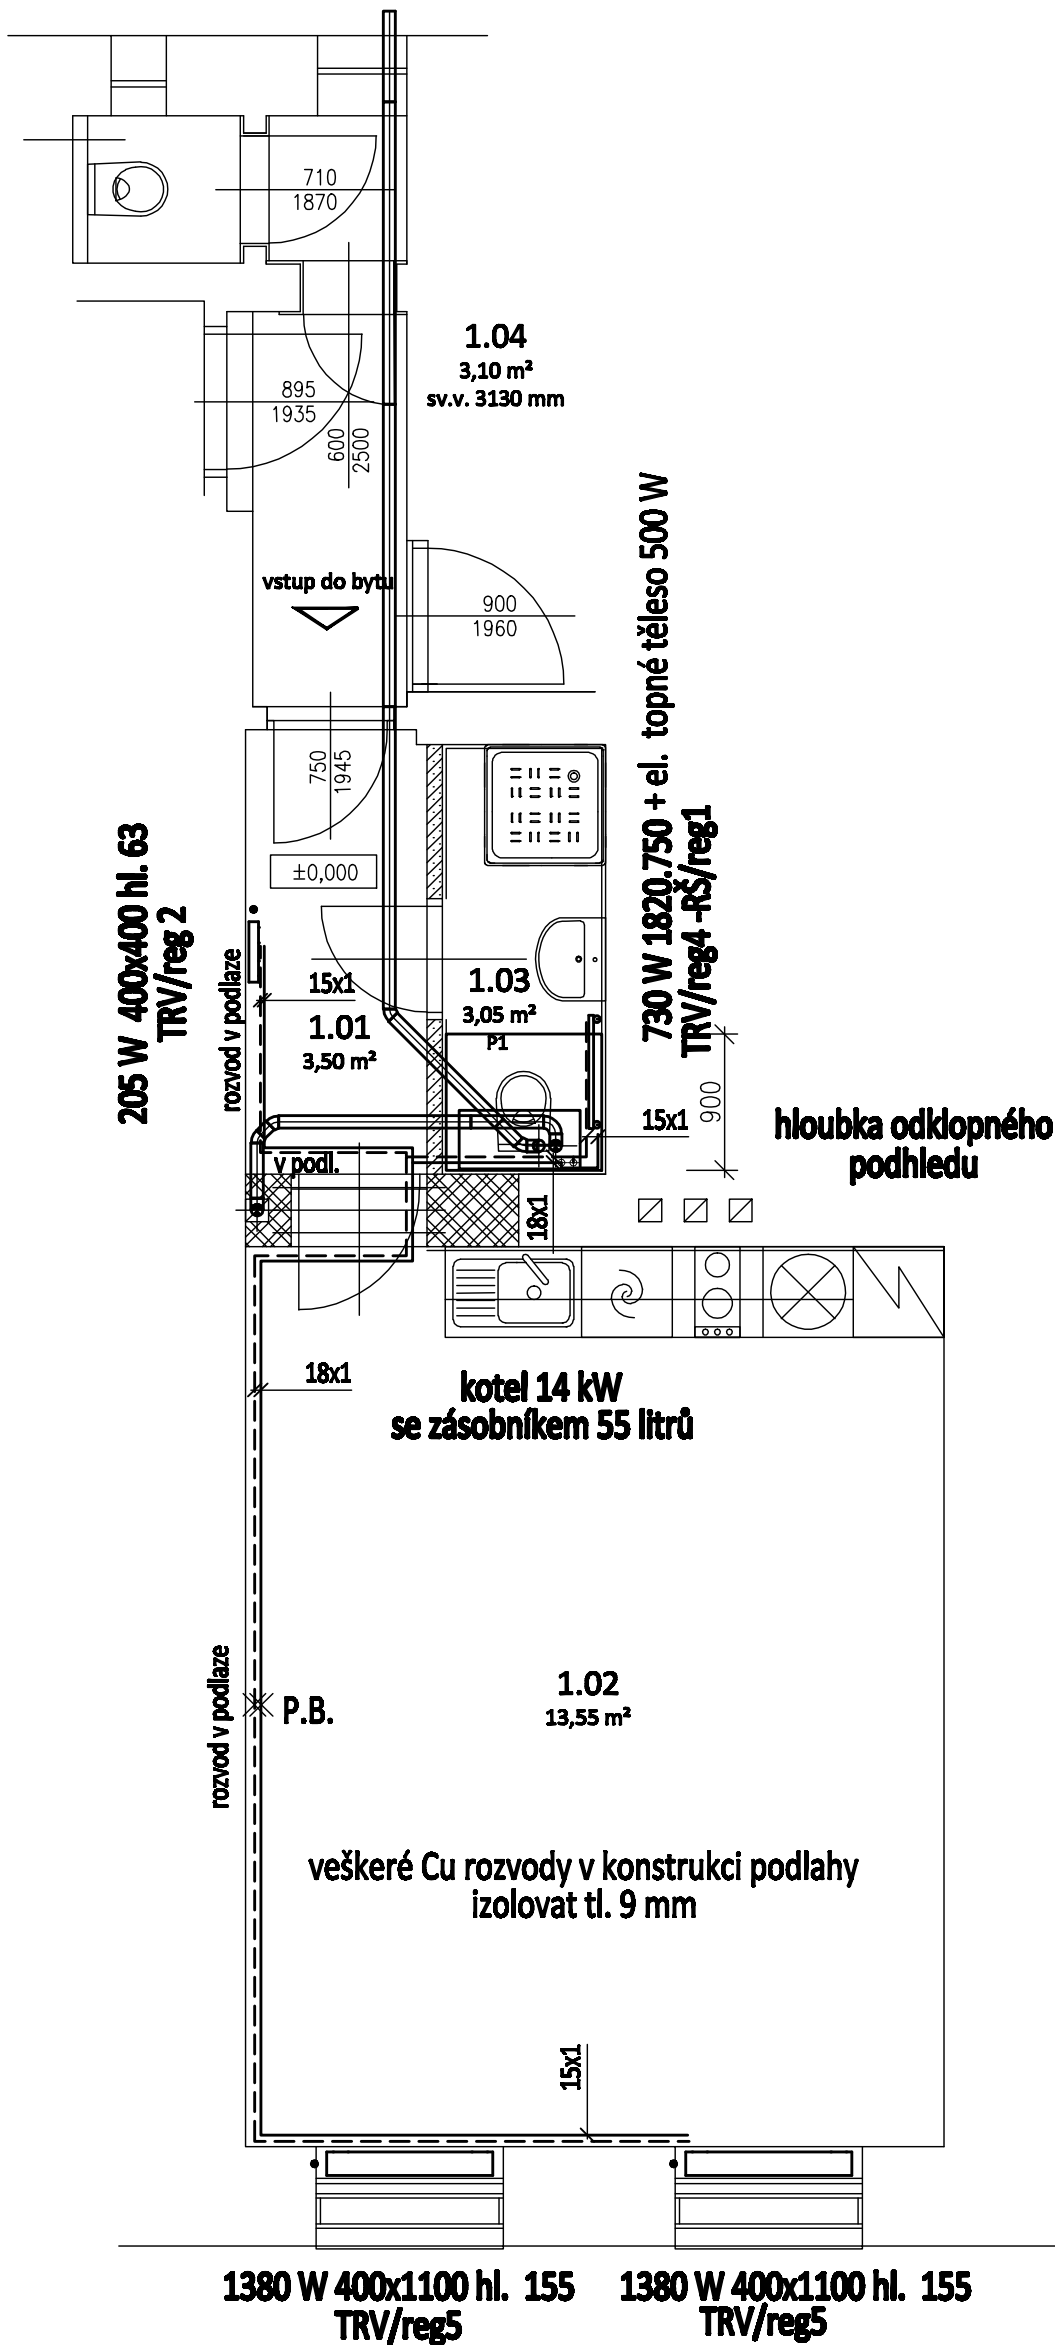 710
1870
1.04
3,10 m²
sv.v. 3130 mm
895
1935
600
2500
vstup do bytu
900
1960
730 W 1820.750 + el. topné těleso 500 W
TRV/reg4 -RŠ/reg1
750
1945
±0,000
205 W 400x400 hl. 63
TRV/reg 2
rozvod v podlaze
15x1
1.01
3,50 m²
1.03
3,05 m²
P1
15x1
900
hloubka odklopného
podhledu
v podl.
18x1
18x1
kotel 14 kW
se zásobníkem 55 litrů
rozvod v podlaze
P.B.
1.02
13,55 m²
veškeré Cu rozvody v konstrukci podlahy
izolovat tl. 9 mm
15x1
1380 W 400x1100 hl. 155
TRV/reg5
1380 W 400x1100 hl. 155
TRV/reg5